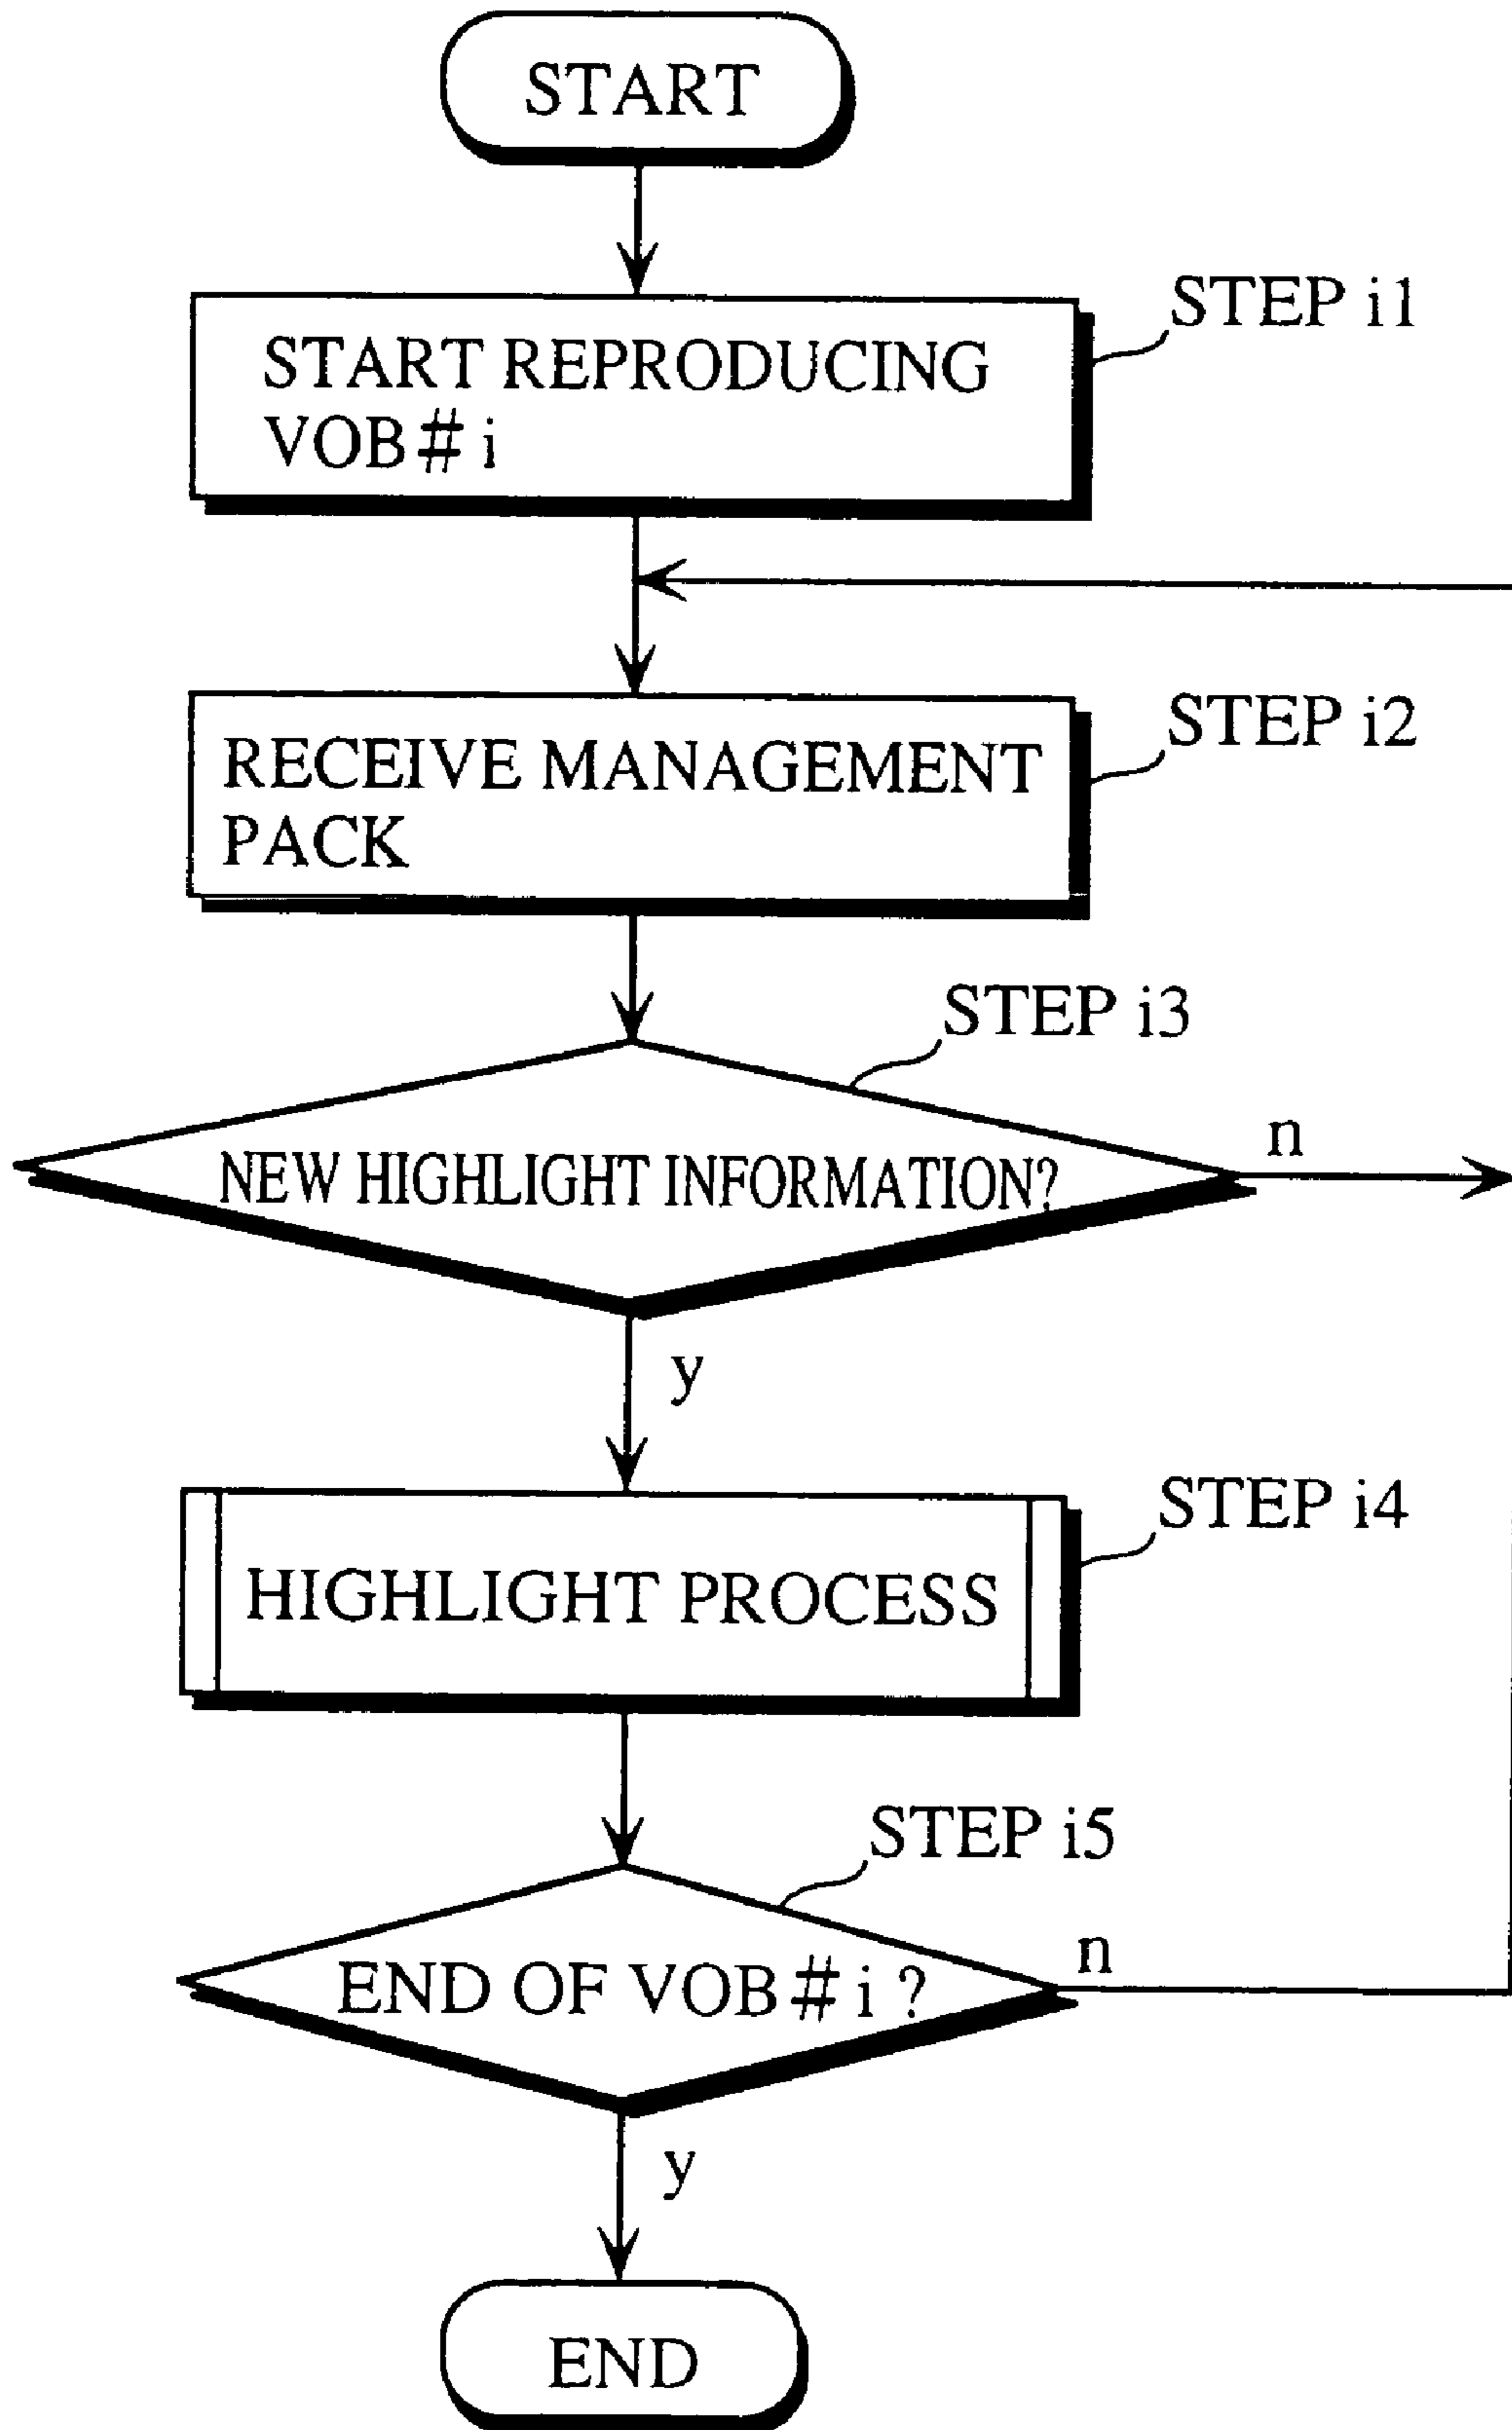 START
START REPRODUCING
VOB # i
STEP i1
RECEIVE MANAGEMENT
PACK
STEP i2
STEP i3
NEW HIGHLIGHT INFORMATION?
n
y
HIGHLIGHT PROCESS
STEP i4
STEP i5
END OF VOB # i ?
n
y
END